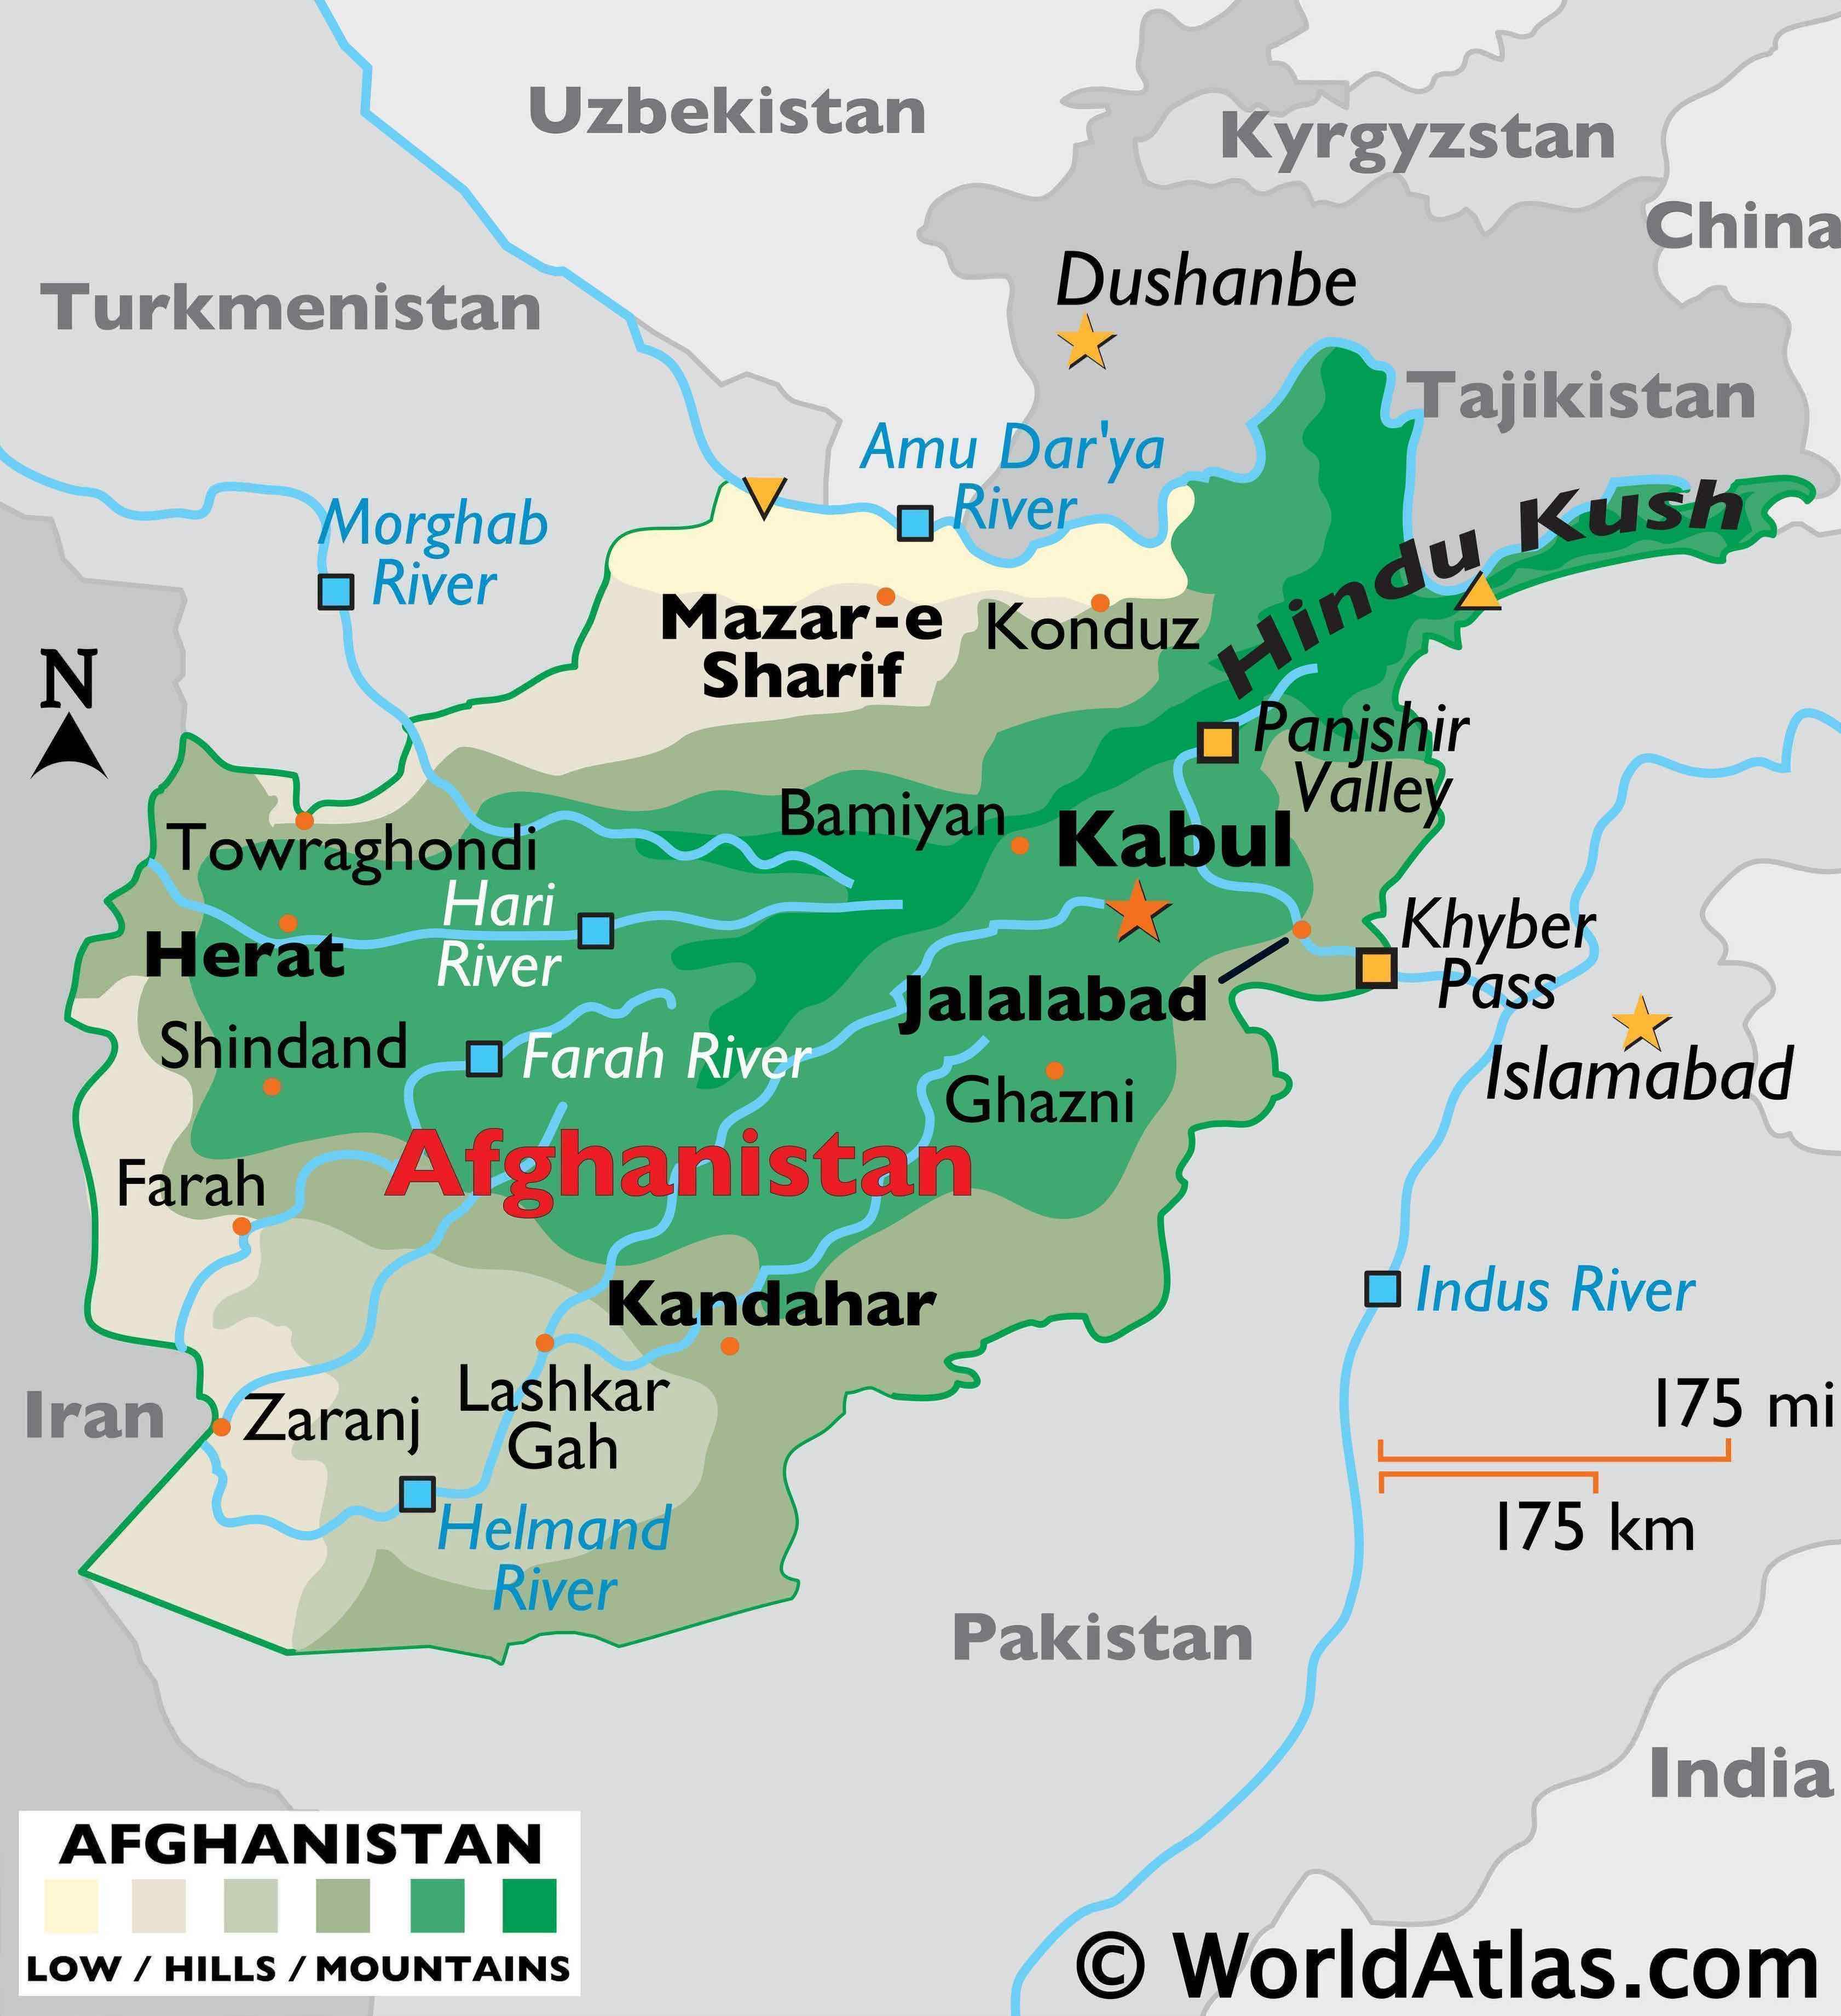 Uzbekistan
Kyrgyzstan
China
Dushanbe
Turkmenistan
Tajikistan
Amu Dar'ya
River
Morghab
River
Hindu Kush
Mazar-e
Sharif
Konduz
N
Panjshir
Valley
Bamiyan
Kabul
Towraghondi
Hari
River
Herat
Khyber
Pass
Jalalabad
Shindand
Farah River
Islamabad
Ghazni
Afghanistan
Farah
Kandahar
Indus River
Lashkar
Gah
Iran
Zaranj
175 mi
175 km
Helmand
River
Pakistan
India
AFGHANISTAN
LOW / HILLS / MOUNTAINS
© WorldAtlas.com